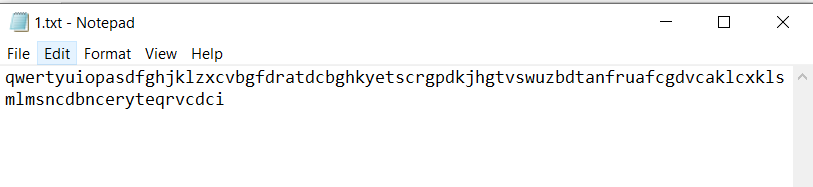 1.txt - Notepad
File Edit Format View Help
qwertyuiopasdfghjklzxcvbgfdratdcbghkyetscrgpdkjhgtvswuzbdtanfruafcgdvcaklcxkls
mlmsncdbnceryteqrvcdci